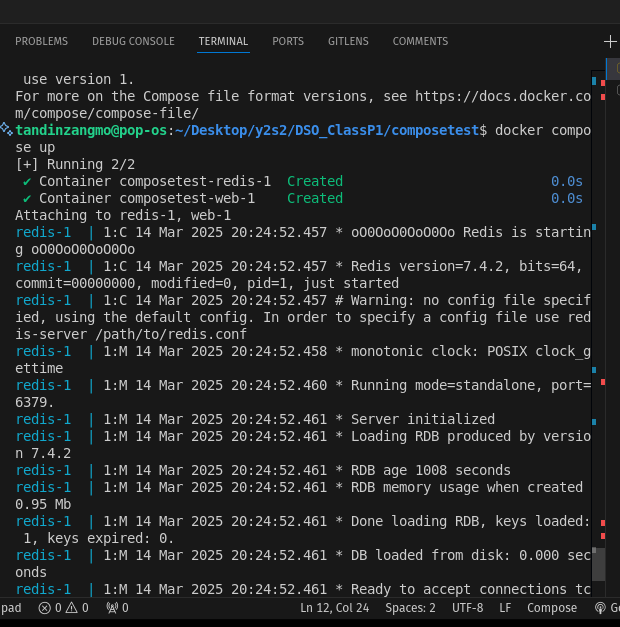 PROBLEMS DEBUG CONSOLE TERMINAL PORTS GITLENS COMMENTS
use version 1.
For more on the Compose file format versions, see https://docs.docker.co
m/compose/compose-file/
tandinzangmo@pop-os:~/Desktop/y2s2/DSO_ClassP1/composetest$ docker compo
se up
[+] Running 2/2
✔ Container composetest-redis-1 Created 0.0s
✔ Container composetest-web-1 Created 0.0s
Attaching to redis-1, web-1
redis-1 | 1:C 14 Mar 2025 20:24:52.457 * oO0OoO0OoO0Oo Redis is startin
g oO0OoO0OoO0Oo
redis-1 | 1:C 14 Mar 2025 20:24:52.457 * Redis version=7.4.2, bits=64,
commit=00000000, modified=0, pid=1, just started
redis-1 | 1:C 14 Mar 2025 20:24:52.457 # Warning: no config file specif
ied, using the default config. In order to specify a config file use red
is-server /path/to/redis.conf
redis-1 | 1:M 14 Mar 2025 20:24:52.458 * monotonic clock: POSIX clock_g
ettime
redis-1 | 1:M 14 Mar 2025 20:24:52.460 * Running mode=standalone, port=
6379.
redis-1 | 1:M 14 Mar 2025 20:24:52.461 * Server initialized
redis-1 | 1:M 14 Mar 2025 20:24:52.461 * Loading RDB produced by versio
n 7.4.2
redis-1 | 1:M 14 Mar 2025 20:24:52.461 * RDB age 1008 seconds
redis-1 | 1:M 14 Mar 2025 20:24:52.461 * RDB memory usage when created
0.95 Mb
redis-1 | 1:M 14 Mar 2025 20:24:52.461 * Done loading RDB, keys loaded:
1, keys expired: 0.
redis-1 | 1:M 14 Mar 2025 20:24:52.461 * DB loaded from disk: 0.000 sec
onds
redis-1 | 1:M 14 Mar 2025 20:24:52.461 * Ready to accept connections tc
pad 0 0 0 Ln 12, Col 24 Spaces: 2 UTF-8 LF Compose